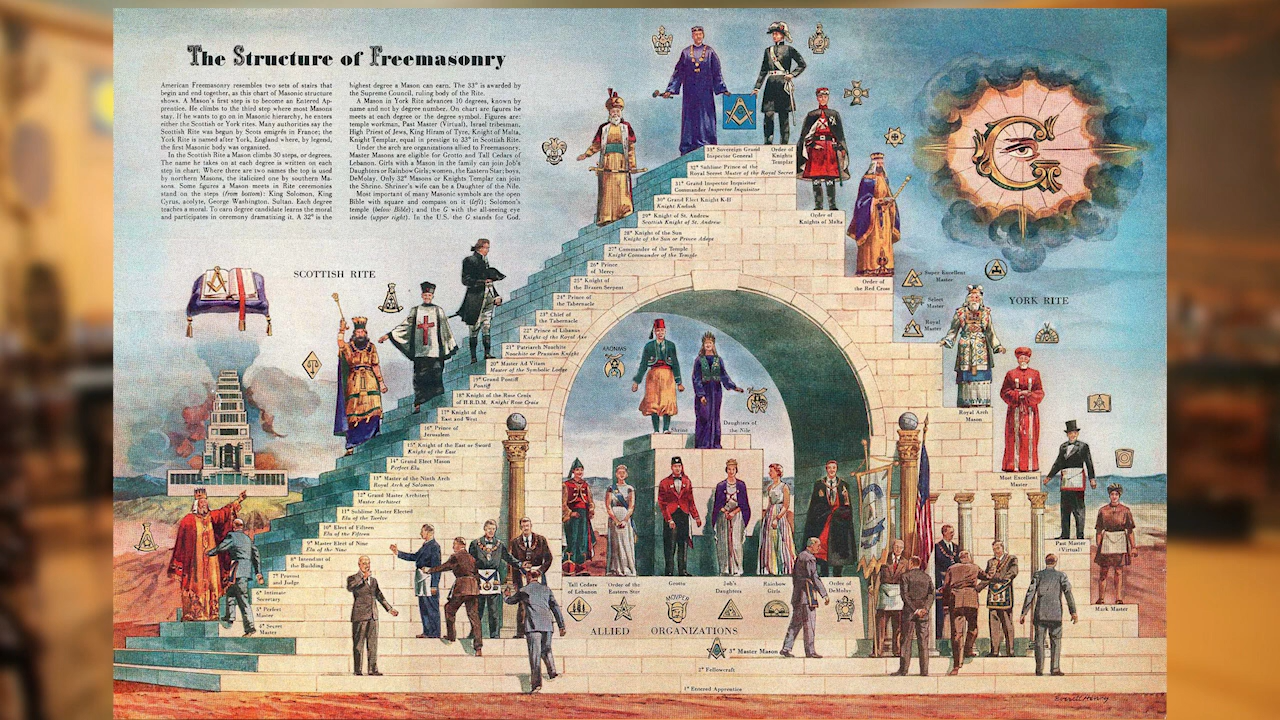 The Structure of Freemasonry
American Freemasonry resembles two sets of stairs that
begin and end together, as this chart of Masonic structure
shows. A Mason's first step is to become an Entered Ap-
prentice. He climbs to the third step where most Masons
stay. If he wants to go on in Masonic hierarchy, he enters
either the Scottish or York rites. Many authorities say the
Scottish Rite was begun by Scots emigrés in France; the
York Rite is named after York, England where, by legend,
the first Masonic body was organized.
In the Scottish Rite a Mason climbs 30 steps, or degrees.
The name he takes on at each degree is written on each
step in chart. Where there are two names the top is used
by northern Masons, the italicized one by southern Ma-
sons. Some figures a Mason meets in Rite ceremonies
stand on the steps (from bottom): King Solomon, King
Cyrus, acolyte, George Washington, Sultan. Each degree
teaches a moral. To earn degree candidate learns the moral
and participates in ceremony dramatizing it. A 32° is the
highest degree a Mason can earn. The 33° is awarded by
the Supreme Council, ruling body of the Rite.
A Mason in York Rite advances 10 degrees, known by
name and not by degree number. On chart are figures he
meets at each degree or the degree symbol. Figures are:
temple workman, Past Master (Virtual), Israel tribesman,
High Priest of Jews, King Hiram of Tyre, Knight of Malta,
Knight Templar, equal in prestige to 33° in Scottish Rite.
Under the arch are organizations allied to Freemasonry.
Master Masons are eligible for Grotto and Tall Cedars of
Lebanon. Girls with a Mason in the family can join Job's
Daughters or Rainbow Girls; women, the Eastern Star; boys,
DeMolay. Only 32° Masons or Knights Templar can join
the Shrine. Shriner's wife can be a Daughter of the Nile.
Most important of many Masonic symbols are the open
Bible with square and compass on it (left); Solomon's
temple (below Bible); and the G with the all-seeing eye
inside (upper right). In the U.S. the G stands for God.
G
33° Sovereign Grand
Inspector General
Order of
Knights
Templar
32° Sublime Prince of the
Royal Secret Master of the Royal Secret
31° Grand Inspector Inquisitor
Commander Inspector Inquisitor
30° Grand Elect Knight K-H
Knight Kadosh
29° Knight of St. Andrew
Scottish Knight of St. Andrew
28° Knight of the Sun
Knight of the Sun or Prince Adept
27° Commander of the Temple
Knight Commander of the Temple
26° Prince
of Mercy
25° Knight of
the Brazen Serpent
24° Prince of
the Tabernacle
23° Chief of
the Tabernacle
22° Prince of Libanus
Knight of the Royal Axe
21° Patriarch Noachite
Noachite or Prussian Knight
20° Master Ad Vitam
Master of the Symbolic Lodge
19° Grand Pontiff
Pontiff
18° Knight of the Rose Croix
of H.R.D.M. Knight Rose Croix
17° Knight of the
East and West
16° Prince of
Jerusalem
15° Knight of the East or Sword
Knight of the East
14° Grand Elect Mason
Perfect Elu
13° Master of the Ninth Arch
Royal Arch of Solomon
12° Grand Master Architect
Master Architect
11° Sublime Master Elected
Elu of the Twelve
10° Elect of Fifteen
Elu of the Fifteen
9° Master Elect of Nine
Elu of the Nine
8° Intendant of
the Building
7° Provost
and Judge
6° Intimate
Secretary
5° Perfect
Master
4° Secret
Master
SCOTTISH RITE
YORK RITE
Order of
Knights of Malta
Order of
the Red Cross
Super Excellent
Master
Select
Master
Royal
Master
Royal Arch
Mason
Most Excellent
Master
Past Master
(Virtual)
Mark Master
Shrine
Daughters of
the Nile
Tall Cedars
of Lebanon
Order of the
Eastern Star
Grotto
Job's
Daughters
Rainbow
Girls
Order of
DeMolay
MOVPER
ALLIED ORGANIZATIONS
3° Master Mason
2° Fellowcraft
1° Entered Apprentice